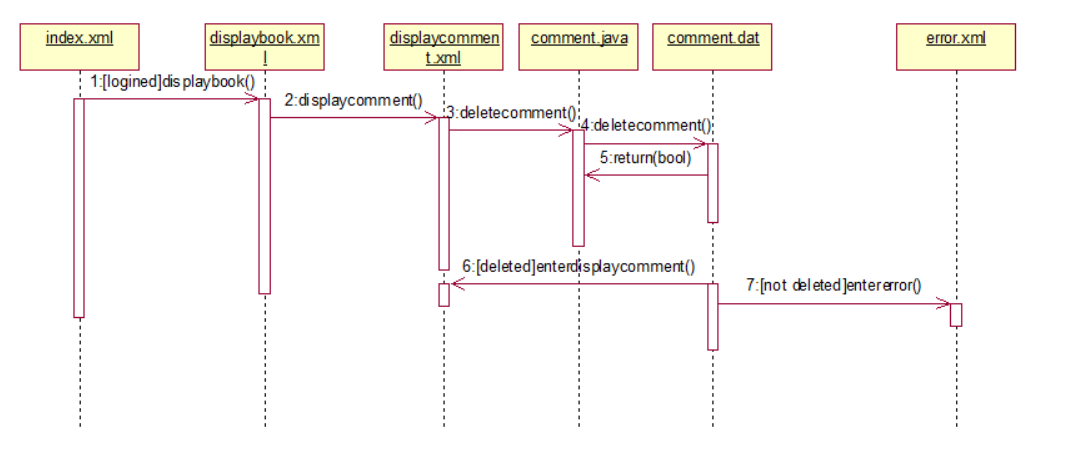 index.xml
displaybook.xm
l
displaycommen
t.xml
comment.java
comment.dat
error.xml
1:[logined]displaybook()
2:displaycomment()
3:deletecomment()
4:deletecomment()
5:return(bool)
6:[deleted]enterdisplaycomment()
7:[not deleted]entererror()